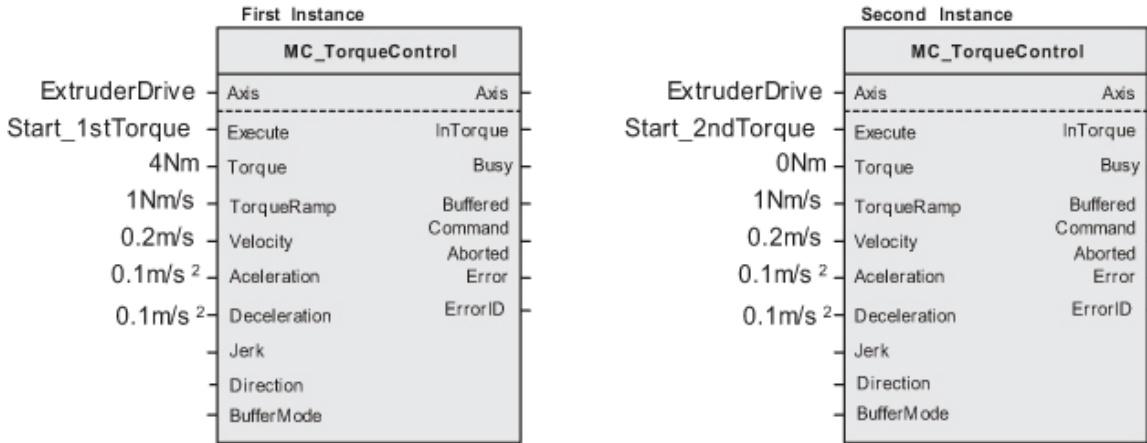 First Instance
MC_TorqueControl
ExtruderDrive Axis Axis
Start_1stTorque Execute InTorque
4Nm Torque Busy
1Nm/s TorqueRamp Buffered
0.2m/s Velocity Command
Aborted
0.1m/s ² Aceleration Error
0.1m/s ² Deceleration ErrorID
Jerk
Direction
BufferMode
Second Instance
MC_TorqueControl
ExtruderDrive Axis Axis
Start_2ndTorque Execute InTorque
0Nm Torque Busy
1Nm/s TorqueRamp Buffered
0.2m/s Velocity Command
Aborted
0.1m/s ² Aceleration Error
0.1m/s ² Deceleration ErrorID
Jerk
Direction
BufferMode